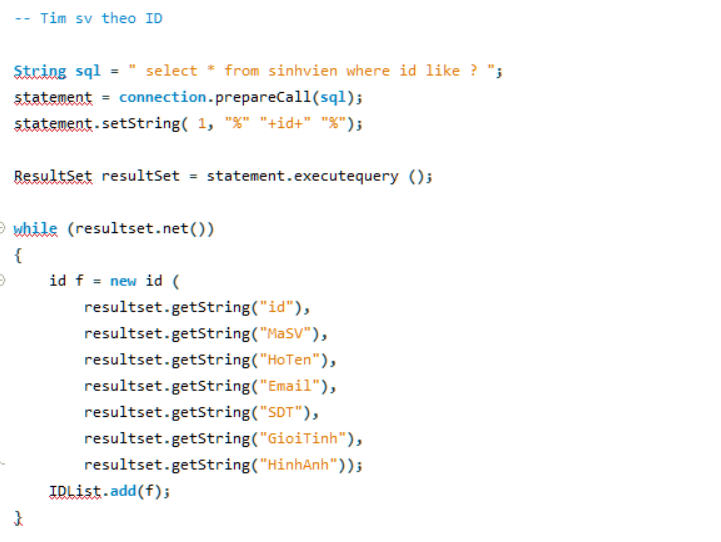 -- Tim sv theo ID
String sql = " select * from sinhvien where id like ? ";
statement = connection.prepareCall(sql);
statement.setString( 1, "%" "+id+" "%");
ResultSet resultSet = statement.executequery ();
while (resultset.net())
{
id f = new id (
resultset.getString("id"),
resultset.getString("MaSV"),
resultset.getString("HoTen"),
resultset.getString("Email"),
resultset.getString("SDT"),
resultset.getString("GioiTinh"),
resultset.getString("HinhAnh"));
IDList.add(f);
}